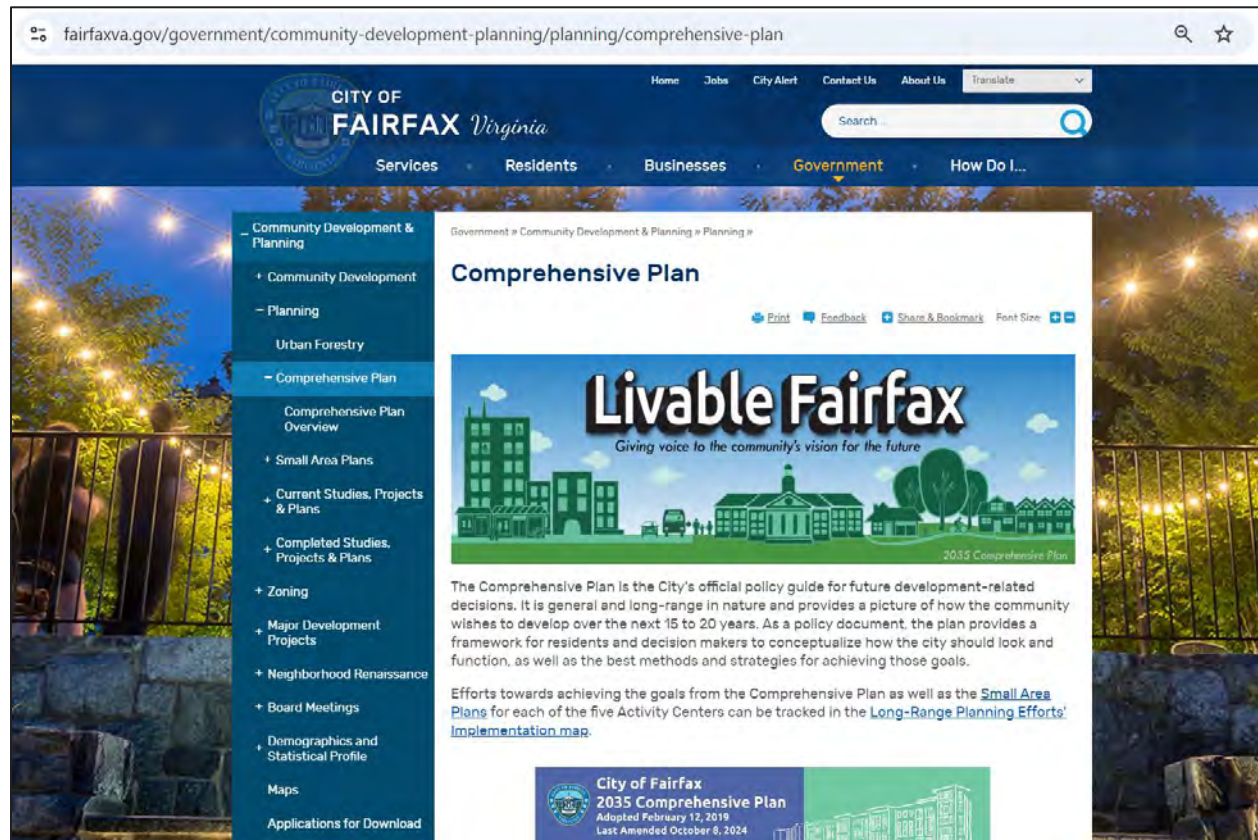 fairfaxva.gov/government/community-development-planning/planning/comprehensive-plan
Home Jobs City Alert Contact Us About Us Translate
CITY OF
FAIRFAX Virginia
Search...
Services Residents Businesses Government How Do I...
Community Development &
Planning
+ Community Development
− Planning
Urban Forestry
− Comprehensive Plan
Comprehensive Plan
Overview
+ Small Area Plans
+ Current Studies, Projects
& Plans
+ Completed Studies,
Projects & Plans
+ Zoning
+ Major Development
Projects
+ Neighborhood Renaissance
+ Board Meetings
+ Demographics and
Statistical Profile
Maps
Applications for Download
Government » Community Development & Planning » Planning »
Comprehensive Plan
Print Feedback Share & Bookmark Font Size: + −
Livable Fairfax
Giving voice to the community's vision for the future
2035 Comprehensive Plan
The Comprehensive Plan is the City's official policy guide for future development-related
decisions. It is general and long-range in nature and provides a picture of how the community
wishes to develop over the next 15 to 20 years. As a policy document, the plan provides a
framework for residents and decision makers to conceptualize how the city should look and
function, as well as the best methods and strategies for achieving those goals.
Efforts towards achieving the goals from the Comprehensive Plan as well as the Small Area
Plans for each of the five Activity Centers can be tracked in the Long-Range Planning Efforts'
Implementation map.
City of Fairfax
2035 Comprehensive Plan
Adopted February 12, 2019
Last Amended October 8, 2024